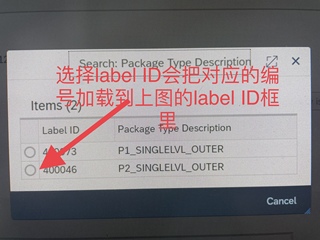 Search: Package Type Description
选择label ID会把对应的编
号加载到上图的label ID框
里
Items (2)
Label ID Package Type Description
P1_SINGLELVL_OUTER
400046 P2_SINGLELVL_OUTER
Cancel